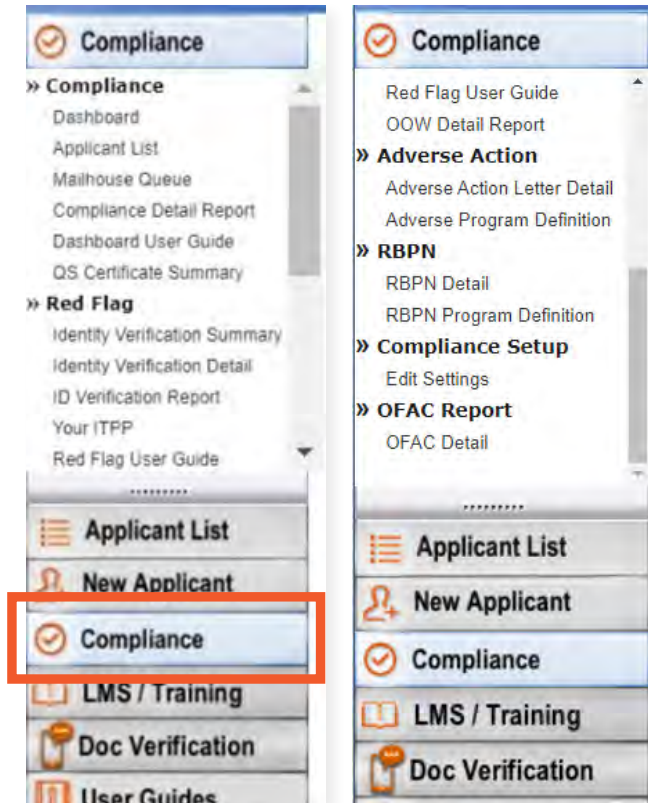 Compliance
» Compliance
Dashboard
Applicant List
Mailhouse Queue
Compliance Detail Report
Dashboard User Guide
QS Certificate Summary
» Red Flag
Identity Verification Summary
Identity Verification Detail
ID Verification Report
Your ITPP
Red Flag User Guide
Applicant List
New Applicant
Compliance
LMS / Training
Doc Verification
User Guides
Compliance
Red Flag User Guide
OOW Detail Report
» Adverse Action
Adverse Action Letter Detail
Adverse Program Definition
» RBPN
RBPN Detail
RBPN Program Definition
» Compliance Setup
Edit Settings
» OFAC Report
OFAC Detail
Applicant List
New Applicant
Compliance
LMS / Training
Doc Verification